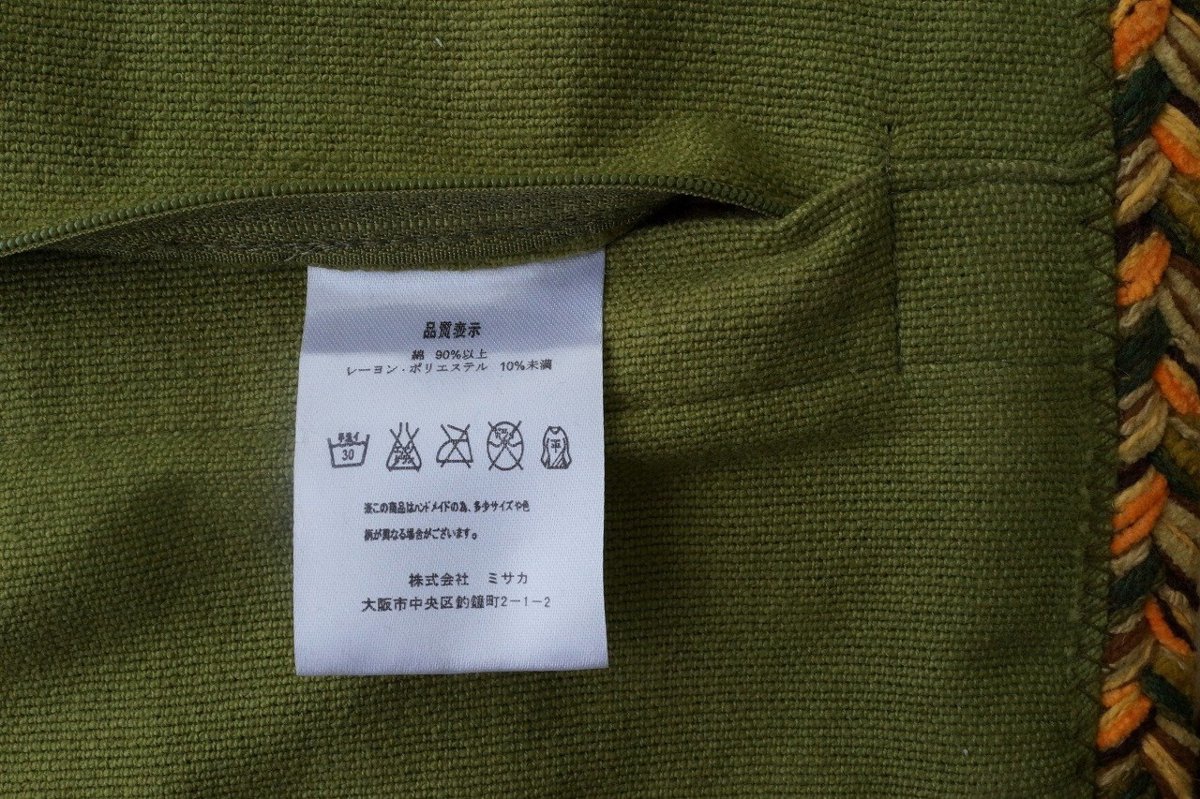 品質表示
綿 90%以上
レーヨン・ポリエステル 10%未満
手洗イ
30
平
※この商品はハンドメイドの為、多少サイズや色
柄が異なる場合がございます。
株式会社 ミサカ
大阪市中央区釣鐘町2-1-2